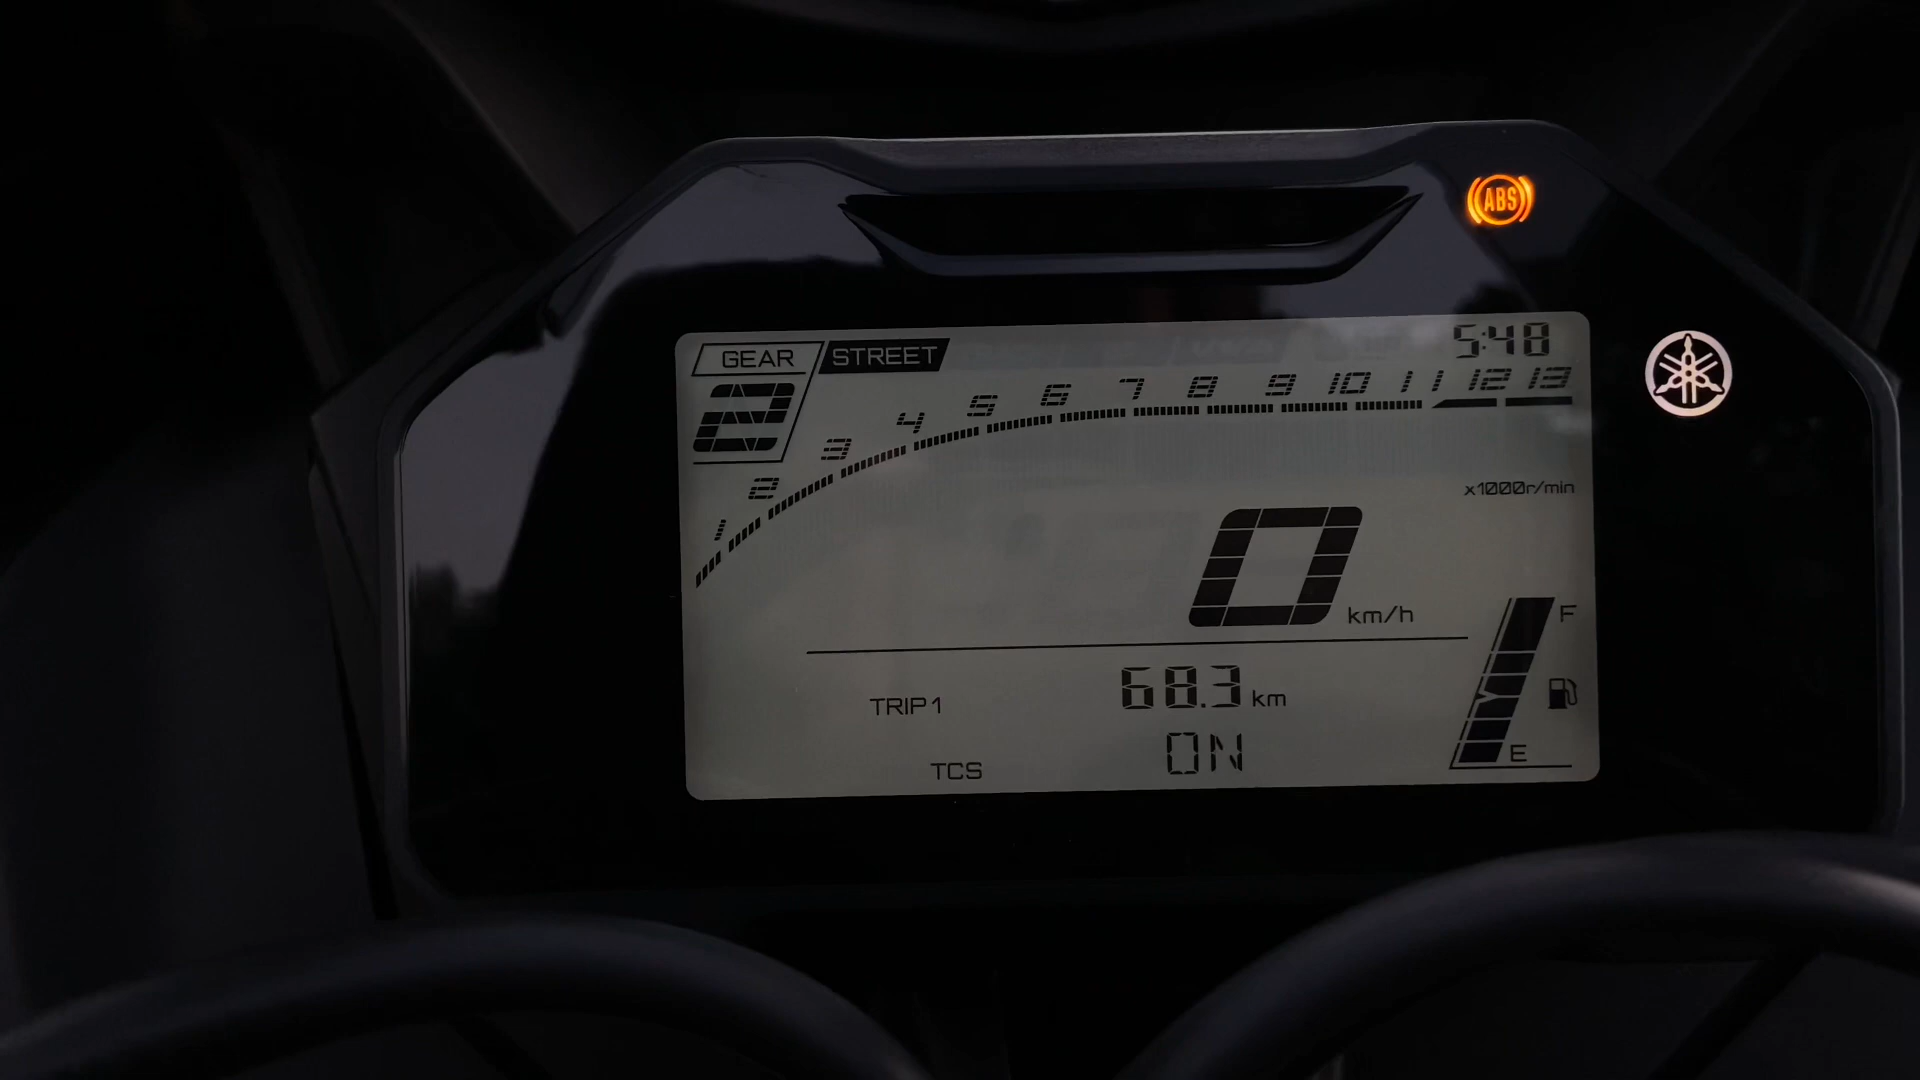 ABS
GEAR STREET 5:48
2
1 2 3 4 5 6 7 8 9 10 11 12 13
x1000r/min
0 km/h
F
TRIP 1 68.3 km
E
TCS ON